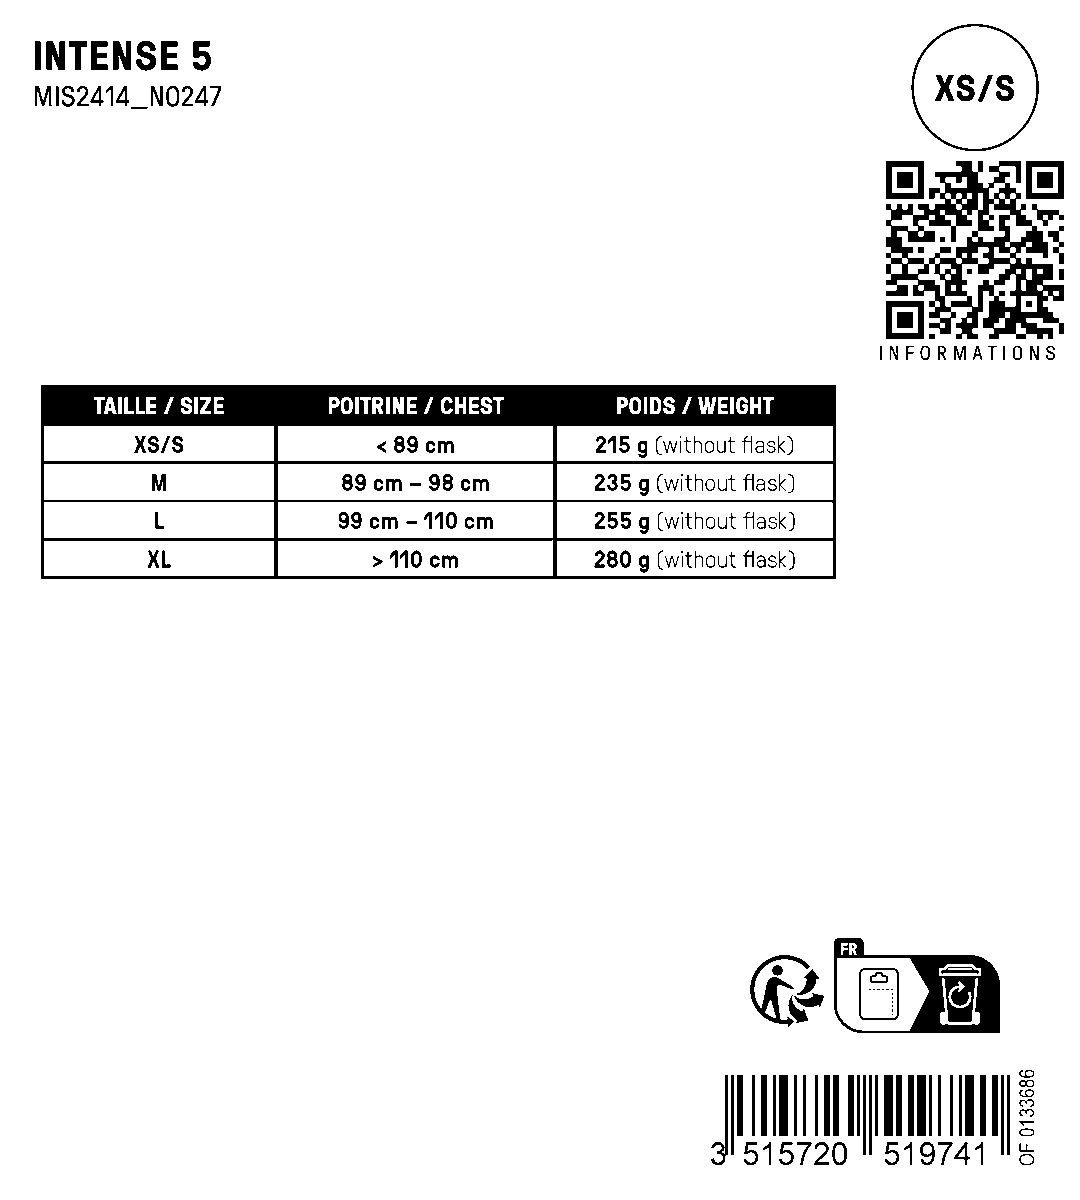 INTENSE 5
MIS2414_N0247
XS/S
INFORMATIONS
TAILLE / SIZE POITRINE / CHEST POIDS / WEIGHT
XS/S < 89 cm 215 g (without flask)
M 89 cm – 98 cm 235 g (without flask)
L 99 cm – 110 cm 255 g (without flask)
XL > 110 cm 280 g (without flask)
FR
OF 0133686
3 515720 519741